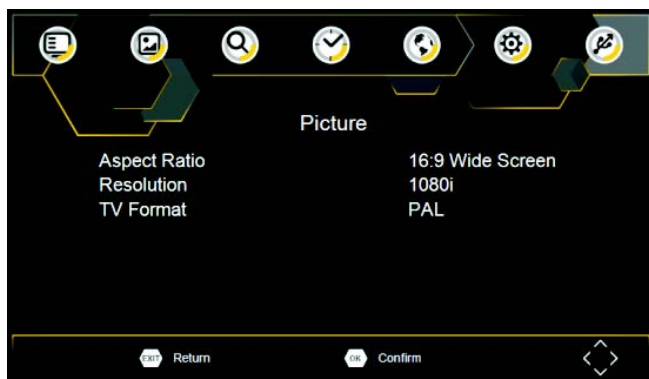 Picture
Aspect Ratio 16:9 Wide Screen
Resolution 1080i
TV Format PAL
EXIT Return OK Confirm